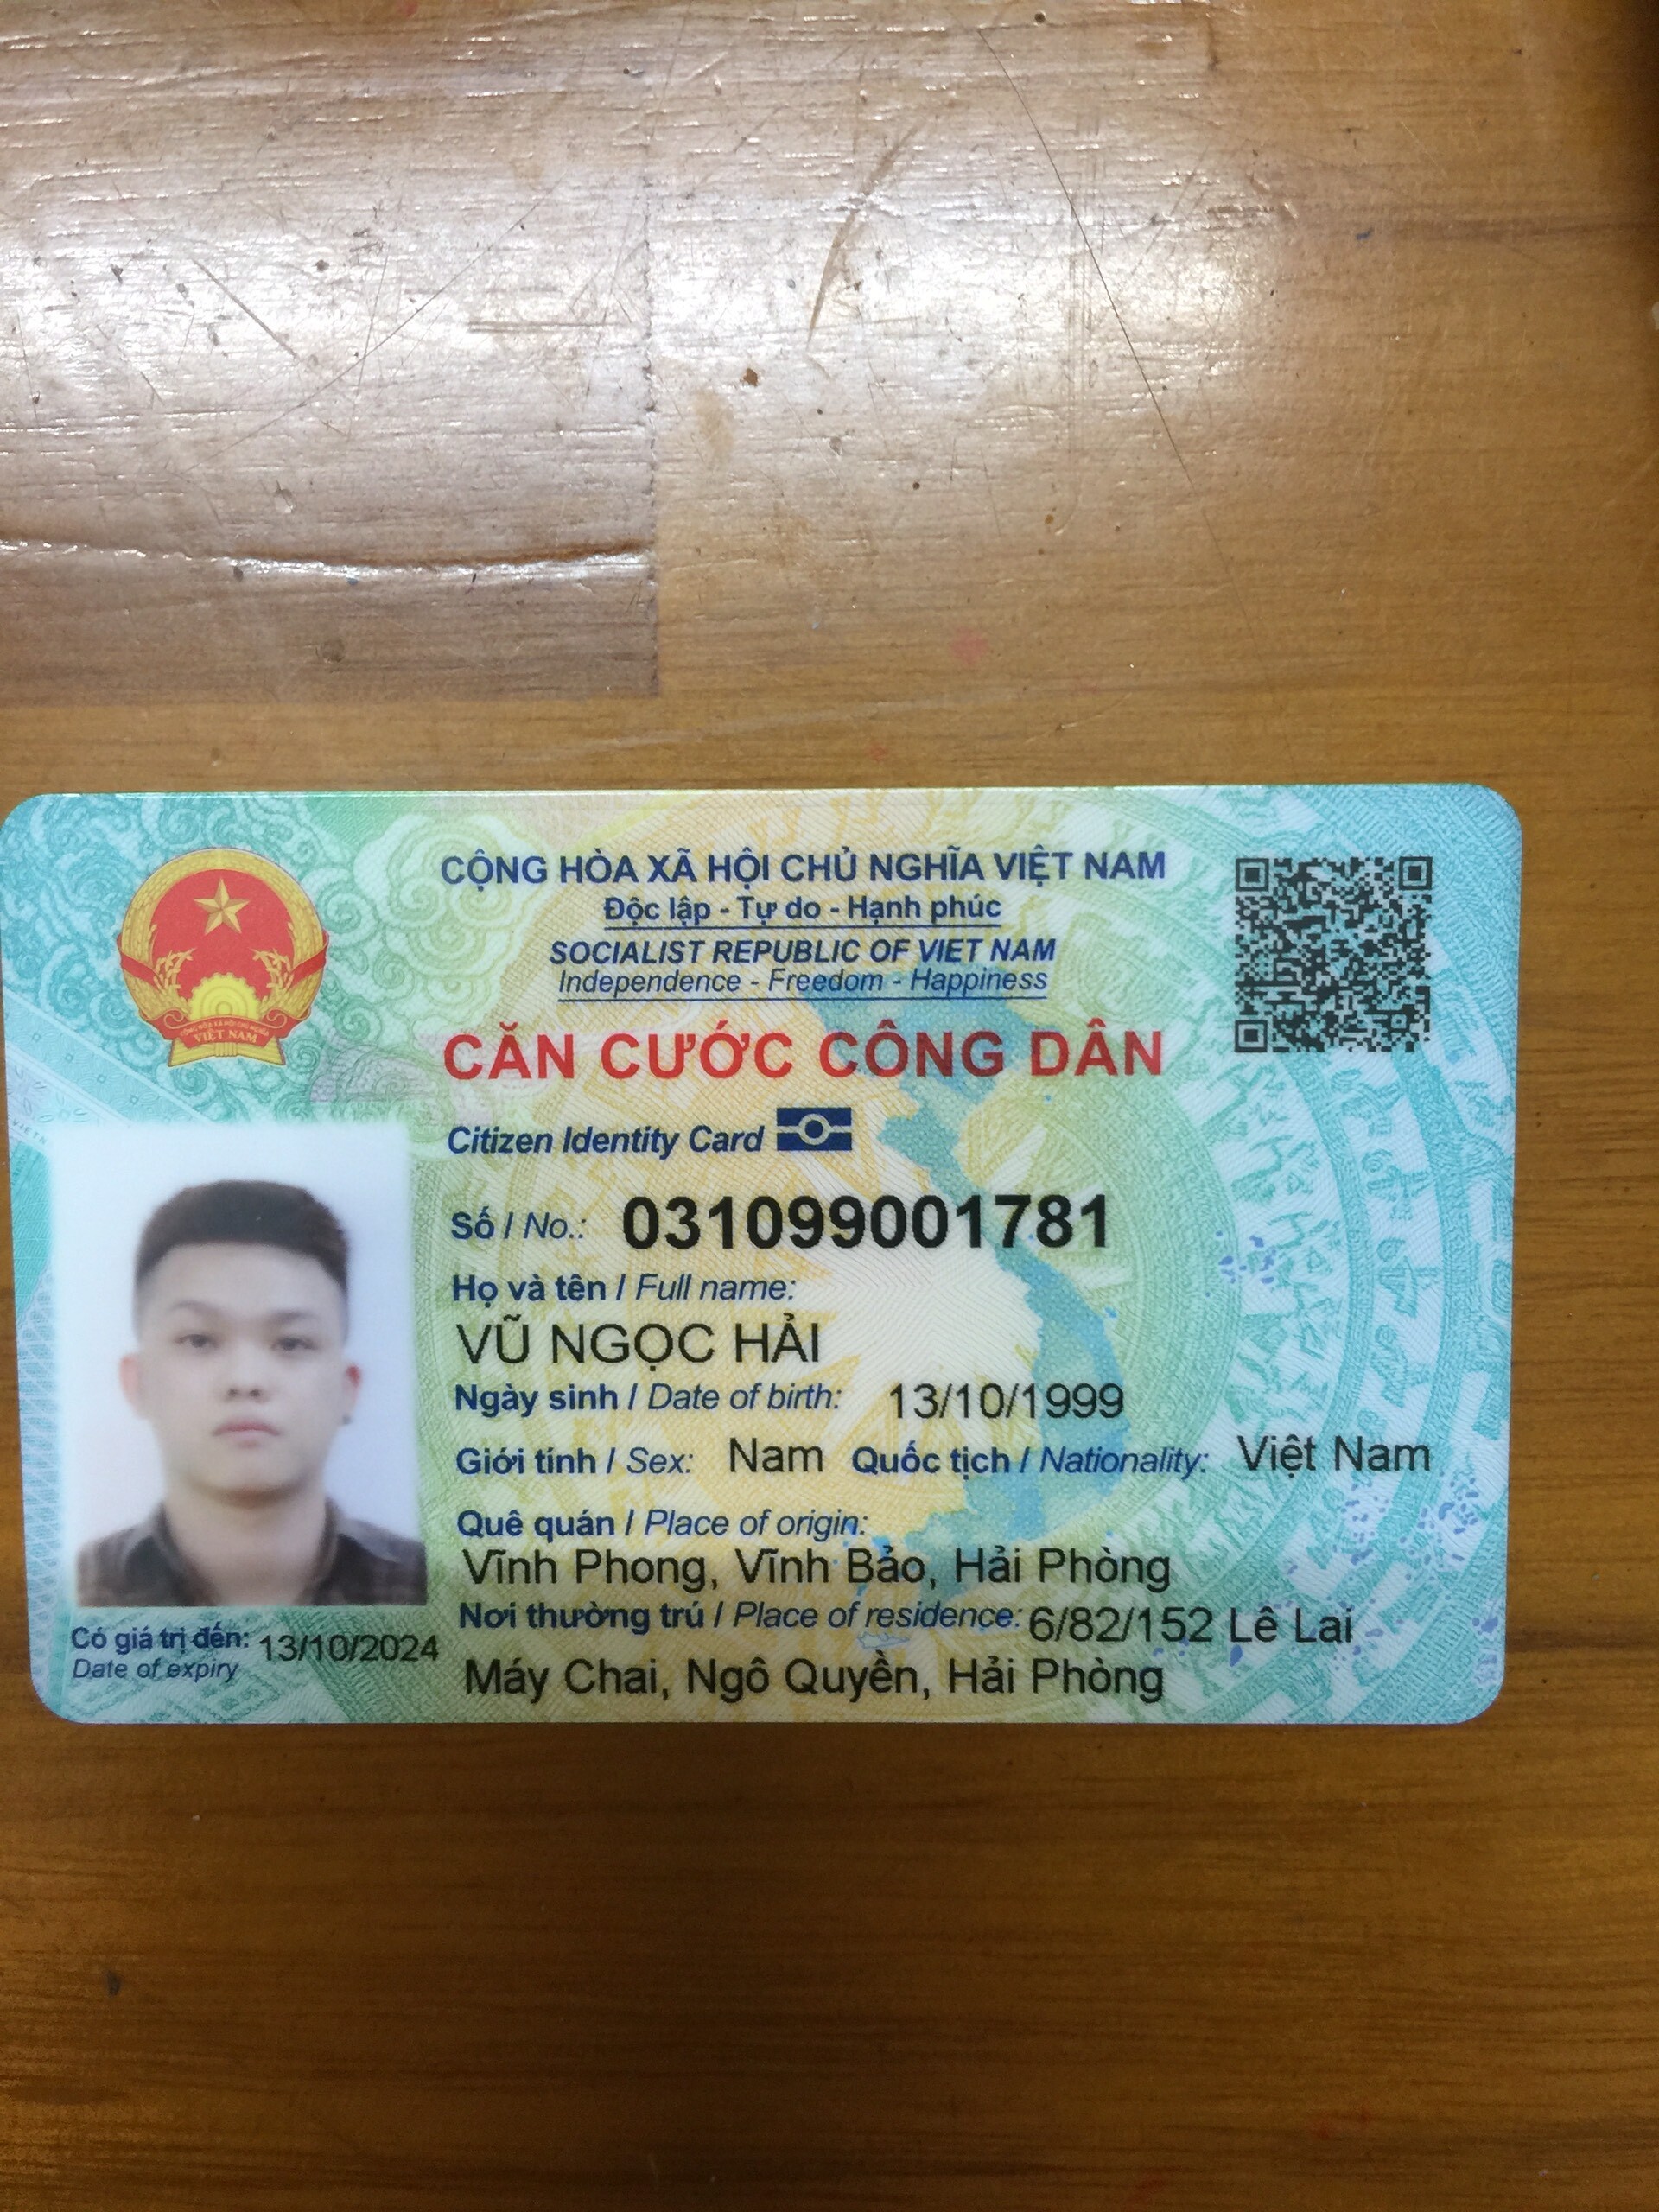 CỘNG HÒA XÃ HỘI CHỦ NGHĨA VIỆT NAM
Độc lập - Tự do - Hạnh phúc
SOCIALIST REPUBLIC OF VIET NAM
Independence - Freedom - Happiness
VIỆT NAM
CĂN CƯỚC CÔNG DÂN
Citizen Identity Card
Số / No.: 031099001781
Họ và tên / Full name:
VŨ NGỌC HẢI
Ngày sinh / Date of birth: 13/10/1999
Giới tính / Sex: Nam Quốc tịch / Nationality: Việt Nam
Quê quán / Place of origin:
Vĩnh Phong, Vĩnh Bảo, Hải Phòng
Nơi thường trú / Place of residence: 6/82/152 Lê Lai
Máy Chai, Ngô Quyền, Hải Phòng
Có giá trị đến: 13/10/2024
Date of expiry